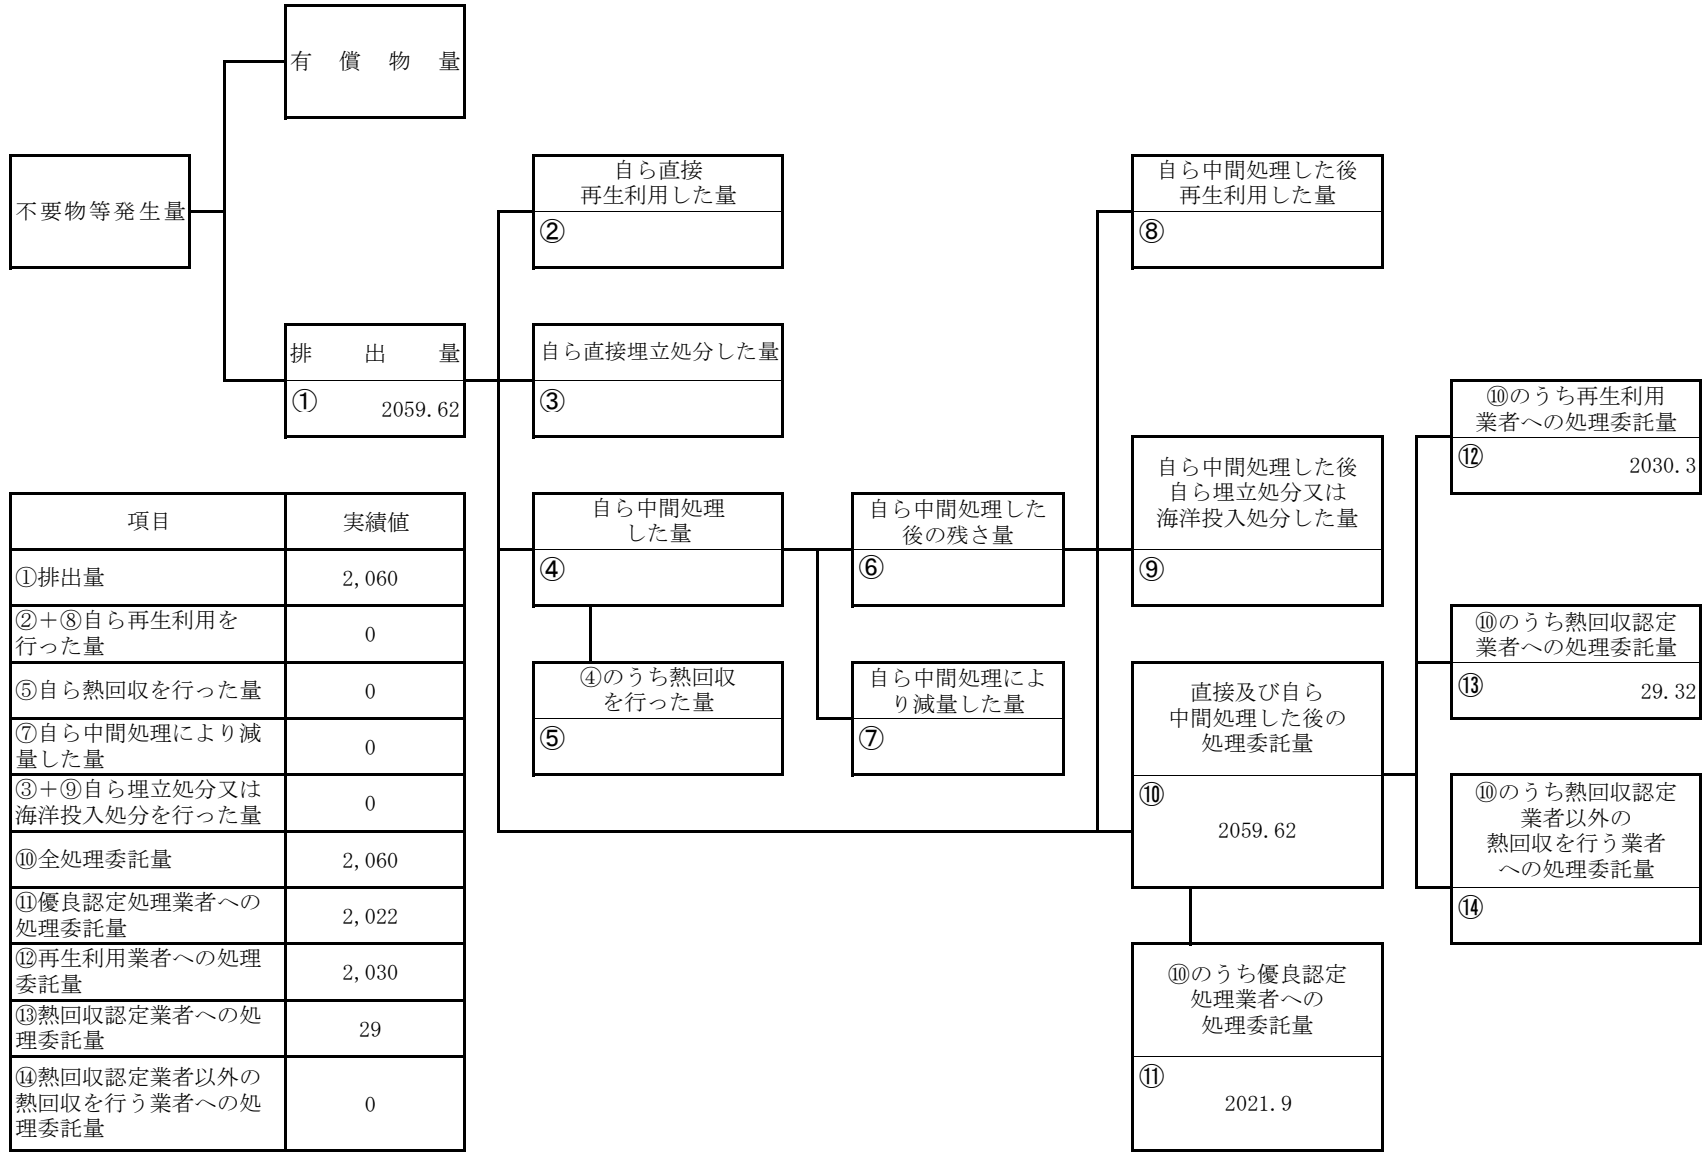 有償物量
不要物等発生量
自ら直接
再生利用した量
②
自ら中間処理した後
再生利用した量
⑧
排出量
① 2059.62
自ら直接埋立処分した量
③
⑩のうち再生利用
業者への処理委託量
⑫ 2030.3
自ら中間処理
した量
④
自ら中間処理した
後の残さ量
⑥
自ら中間処理した後
自ら埋立処分又は
海洋投入処分した量
⑨
④のうち熱回収
を行った量
⑤
自ら中間処理によ
り減量した量
⑦
直接及び自ら
中間処理した後の
処理委託量
⑩
2059.62
⑩のうち熱回収認定
業者への処理委託量
⑬ 29.32
⑩のうち熱回収認定
業者以外の
熱回収を行う業者
への処理委託量
⑭
⑩のうち優良認定
処理業者への
処理委託量
⑪
2021.9
項目 実績値
①排出量 2,060
②＋⑧自ら再生利用を
行った量 0
⑤自ら熱回収を行った量 0
⑦自ら中間処理により減
量した量 0
③＋⑨自ら埋立処分又は
海洋投入処分を行った量 0
⑩全処理委託量 2,060
⑪優良認定処理業者への
処理委託量 2,022
⑫再生利用業者への処理
委託量 2,030
⑬熱回収認定業者への処
理委託量 29
⑭熱回収認定業者以外の
熱回収を行う業者への処
理委託量 0